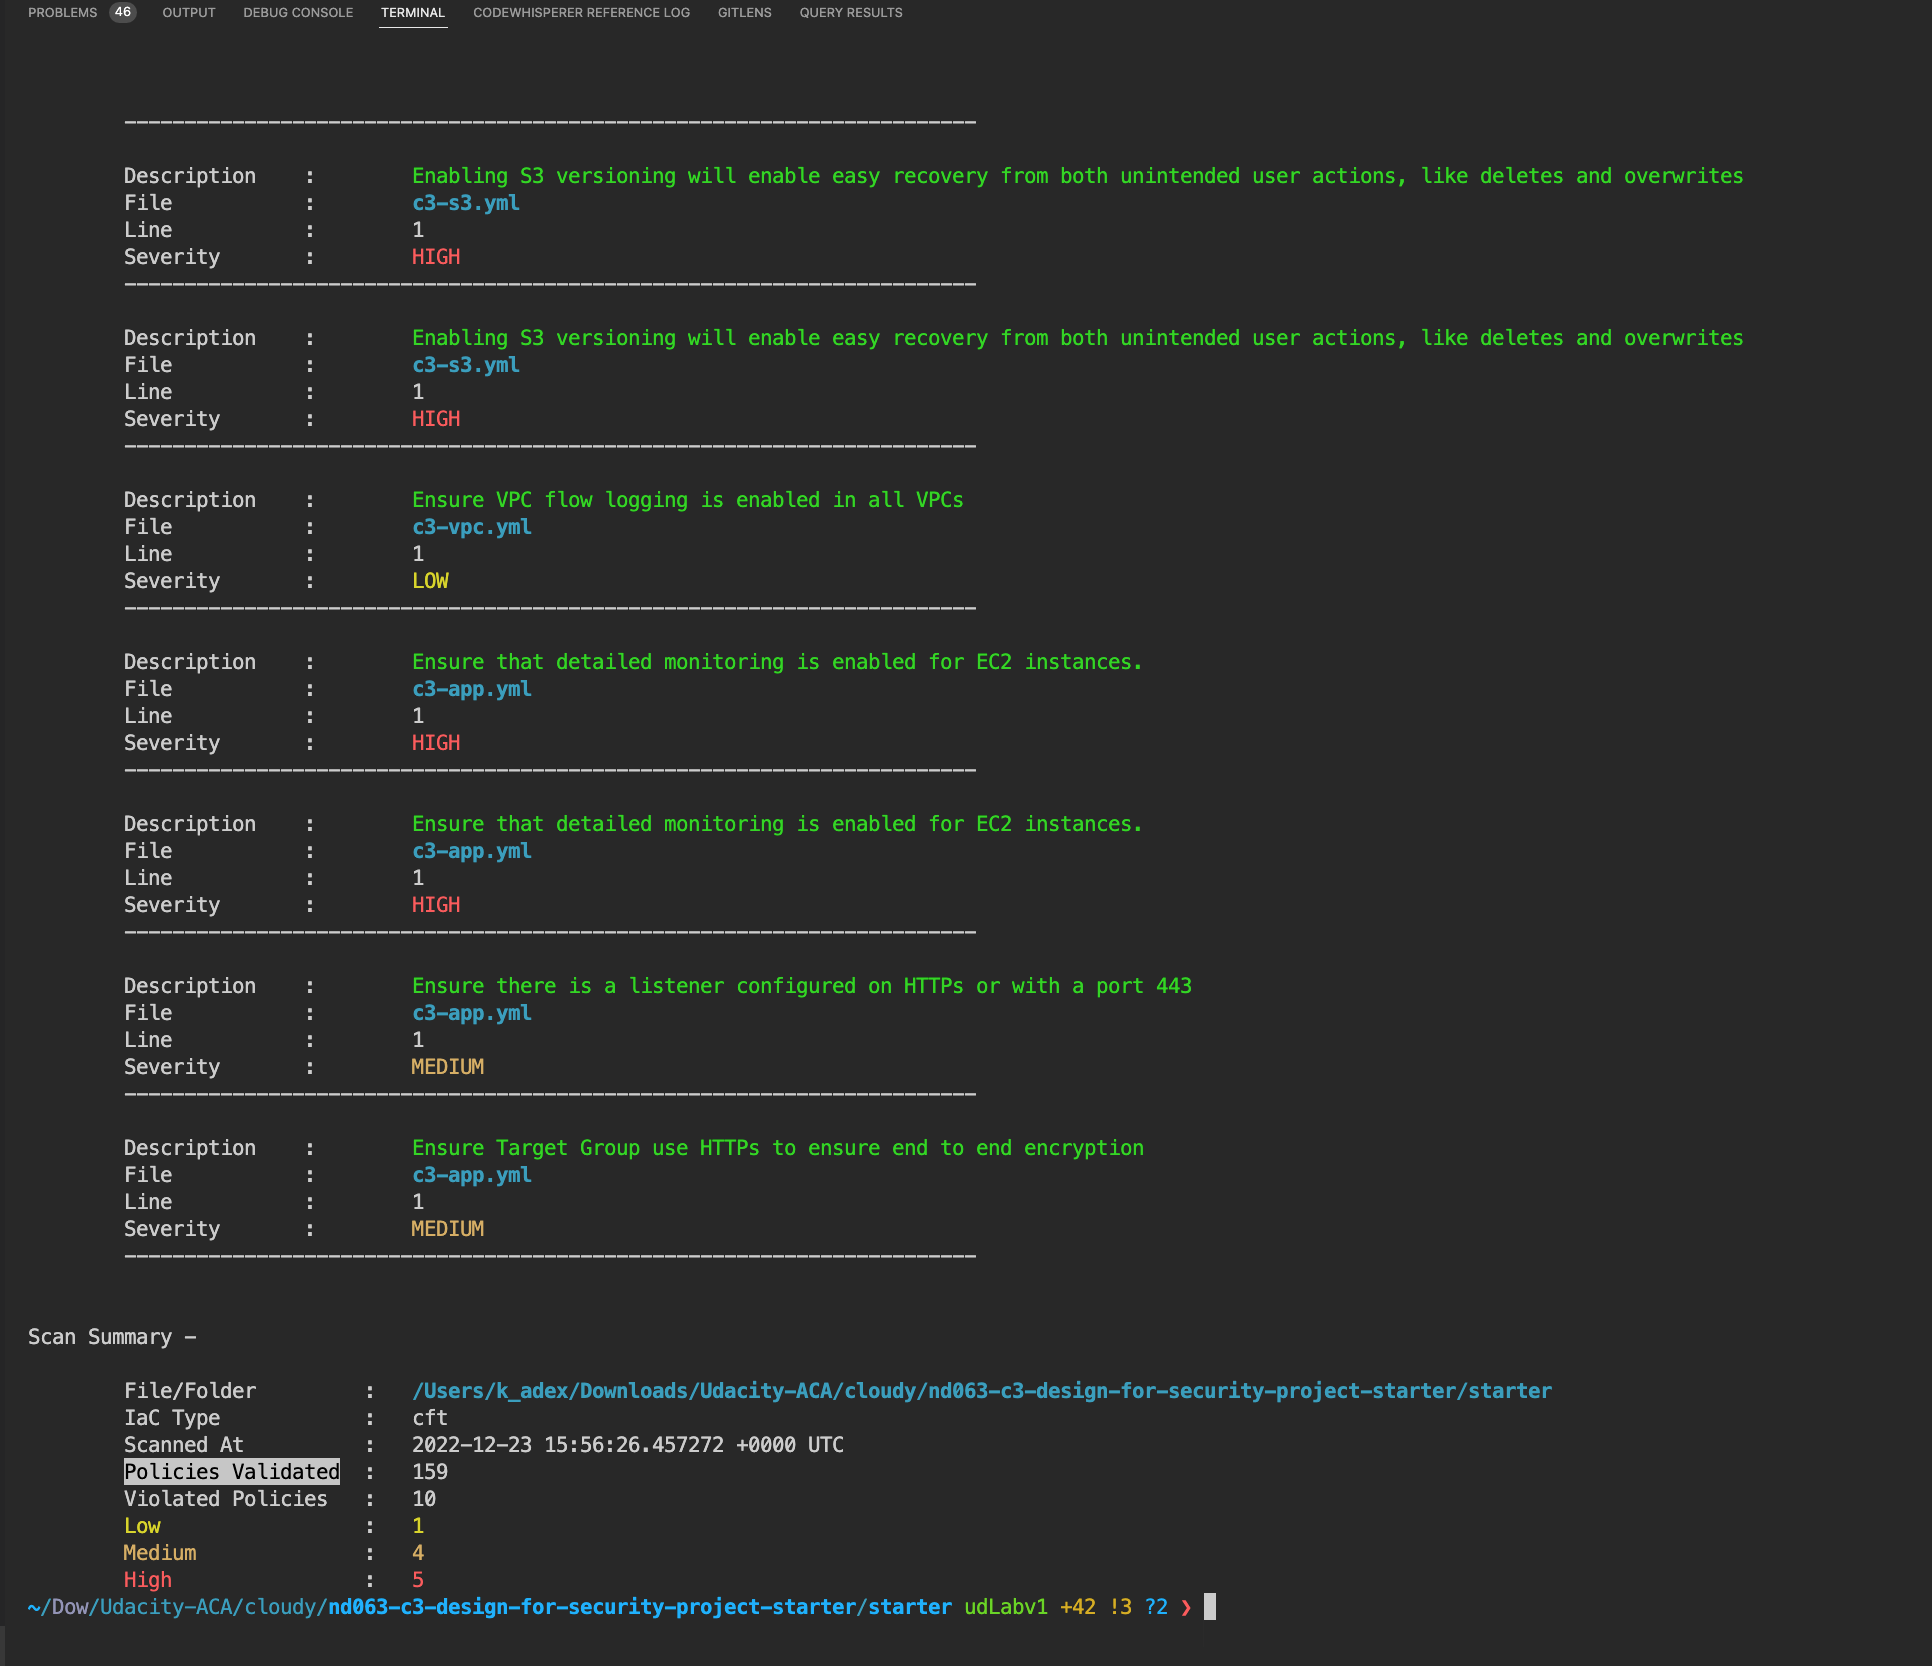 PROBLEMS 46 OUTPUT DEBUG CONSOLE TERMINAL CODEWHISPERER REFERENCE LOG GITLENS QUERY RESULTS
-----------------------------------------------------------------------
Description : Enabling S3 versioning will enable easy recovery from both unintended user actions, like deletes and overwrites
File : c3-s3.yml
Line : 1
Severity : HIGH
-----------------------------------------------------------------------
Description : Enabling S3 versioning will enable easy recovery from both unintended user actions, like deletes and overwrites
File : c3-s3.yml
Line : 1
Severity : HIGH
-----------------------------------------------------------------------
Description : Ensure VPC flow logging is enabled in all VPCs
File : c3-vpc.yml
Line : 1
Severity : LOW
-----------------------------------------------------------------------
Description : Ensure that detailed monitoring is enabled for EC2 instances.
File : c3-app.yml
Line : 1
Severity : HIGH
-----------------------------------------------------------------------
Description : Ensure that detailed monitoring is enabled for EC2 instances.
File : c3-app.yml
Line : 1
Severity : HIGH
-----------------------------------------------------------------------
Description : Ensure there is a listener configured on HTTPs or with a port 443
File : c3-app.yml
Line : 1
Severity : MEDIUM
-----------------------------------------------------------------------
Description : Ensure Target Group use HTTPs to ensure end to end encryption
File : c3-app.yml
Line : 1
Severity : MEDIUM
-----------------------------------------------------------------------
Scan Summary -
File/Folder : /Users/k_adex/Downloads/Udacity-ACA/cloudy/nd063-c3-design-for-security-project-starter/starter
IaC Type : cft
Scanned At : 2022-12-23 15:56:26.457272 +0000 UTC
Policies Validated : 159
Violated Policies : 10
Low : 1
Medium : 4
High : 5
~/Dow/Udacity-ACA/cloudy/nd063-c3-design-for-security-project-starter/starter udLabv1 +42 !3 ?2 ❯